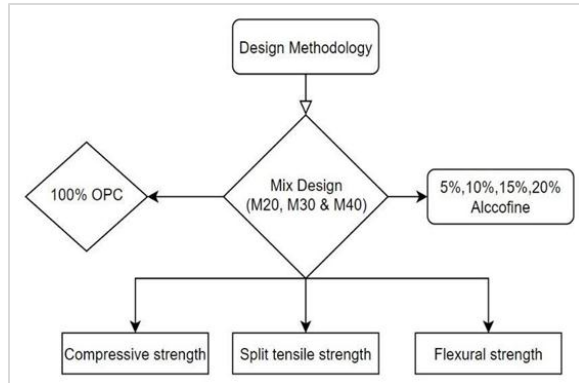 Design Methodology
100% OPC
Mix Design
(M20, M30 & M40)
5%,10%,15%,20%
Alccofine
Compressive strength
Split tensile strength
Flexural strength